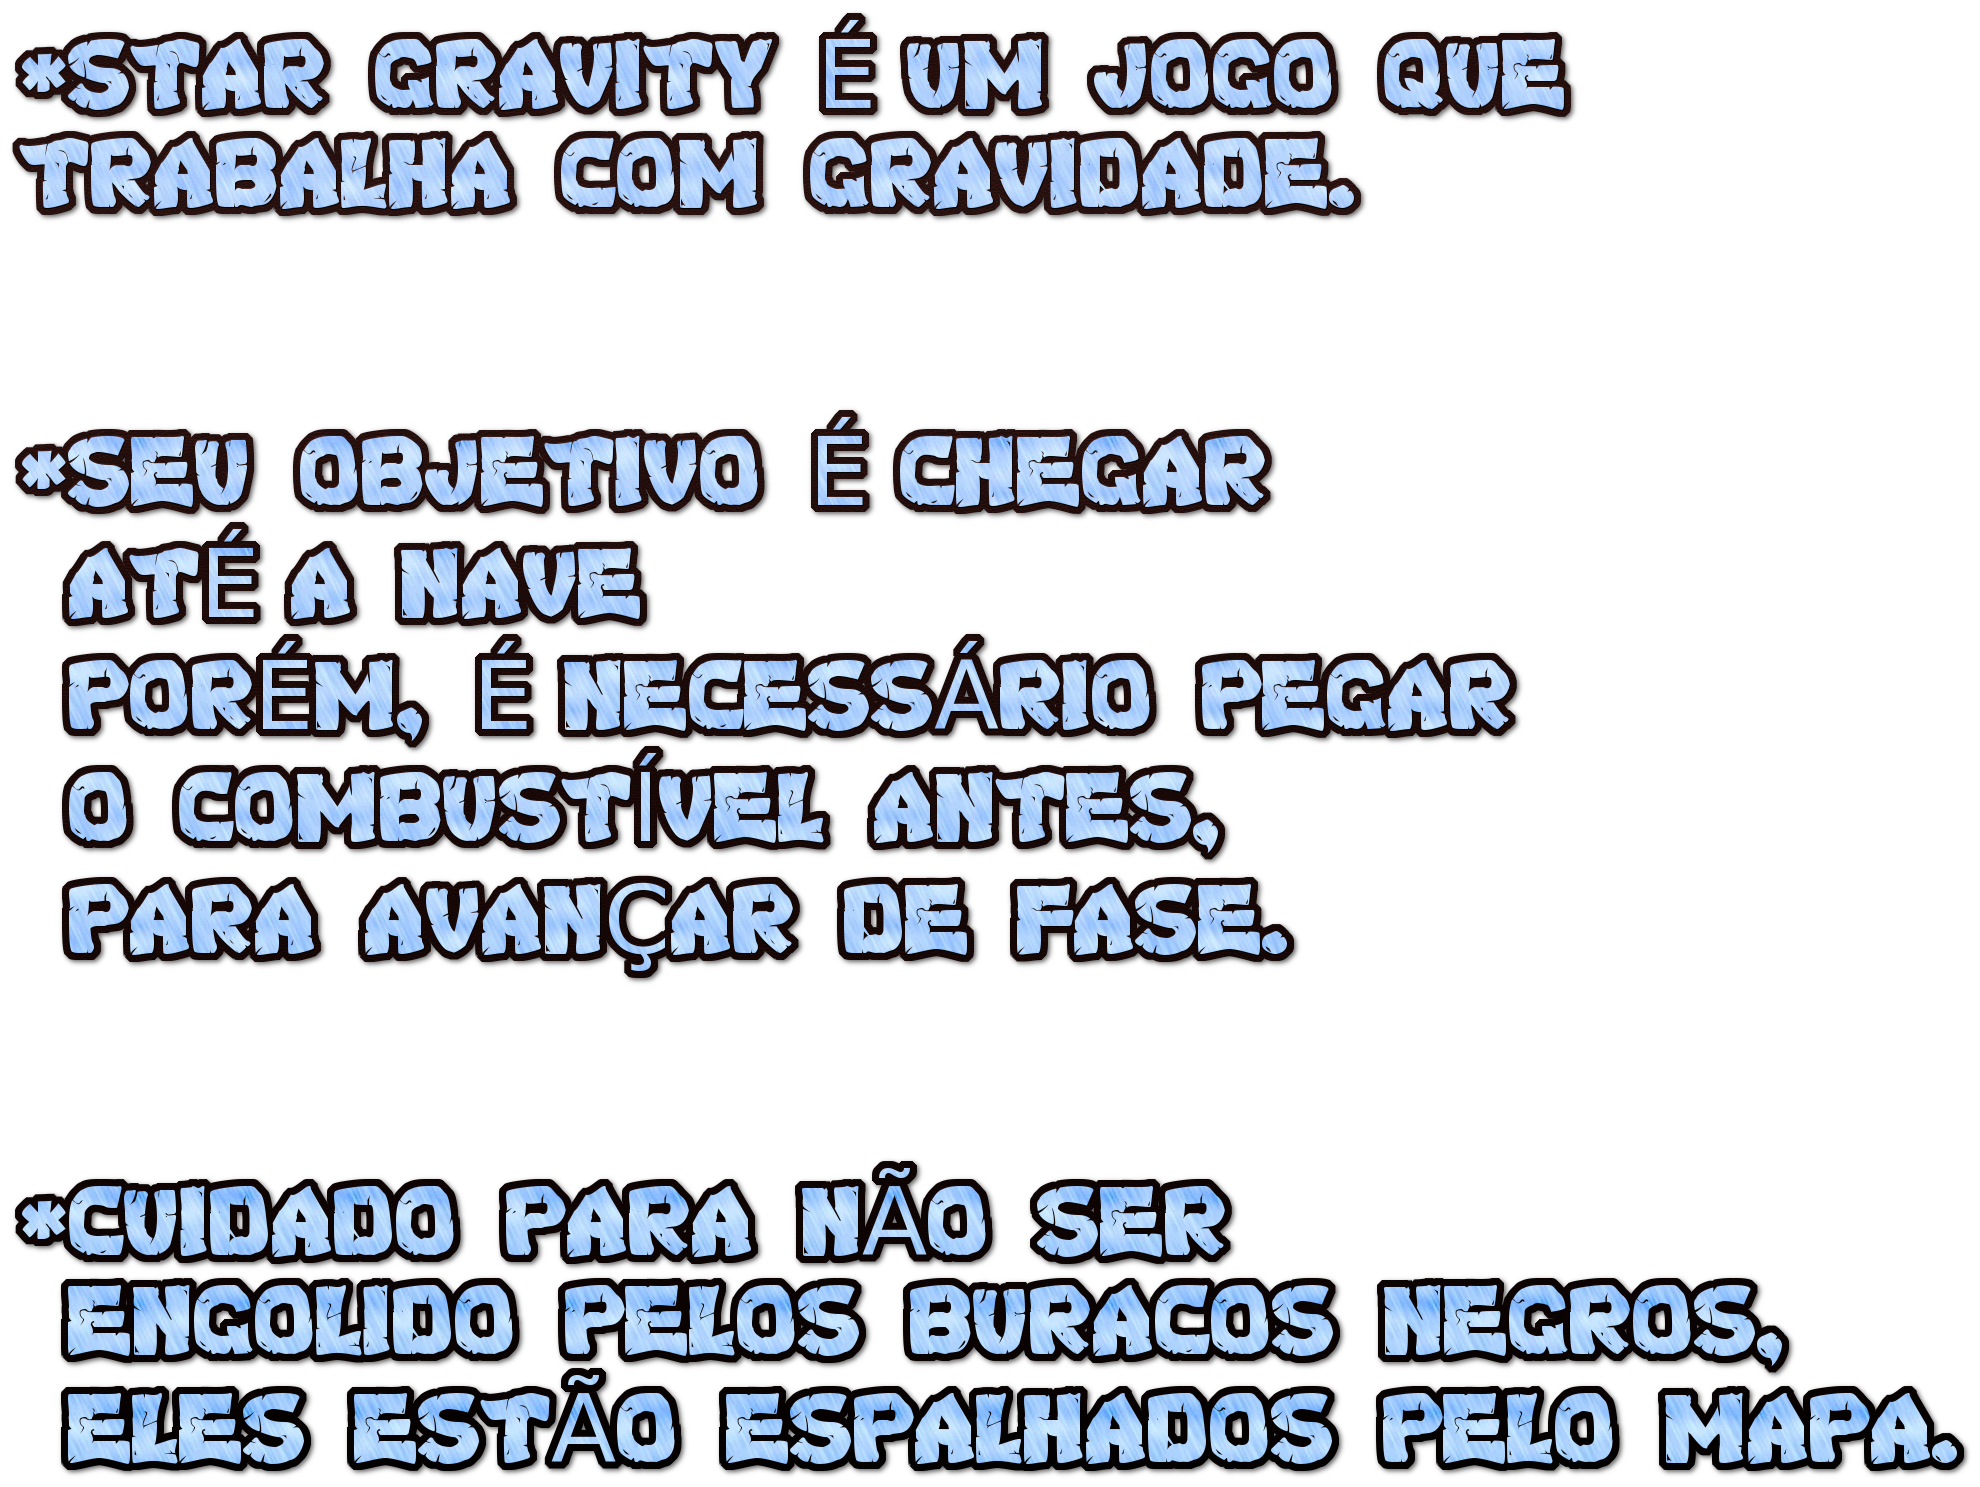 *STAR GRAVITY É UM JOGO QUE
TRABALHA COM GRAVIDADE.
*SEU OBJETIVO É CHEGAR
ATÉ A NAVE
PORÉM, É NECESSÁRIO PEGAR
O COMBUSTÍVEL ANTES,
PARA AVANÇAR DE FASE.
*CUIDADO PARA NÃO SER
ENGOLIDO PELOS BURACOS NEGROS,
ELES ESTÃO ESPALHADOS PELO MAPA.